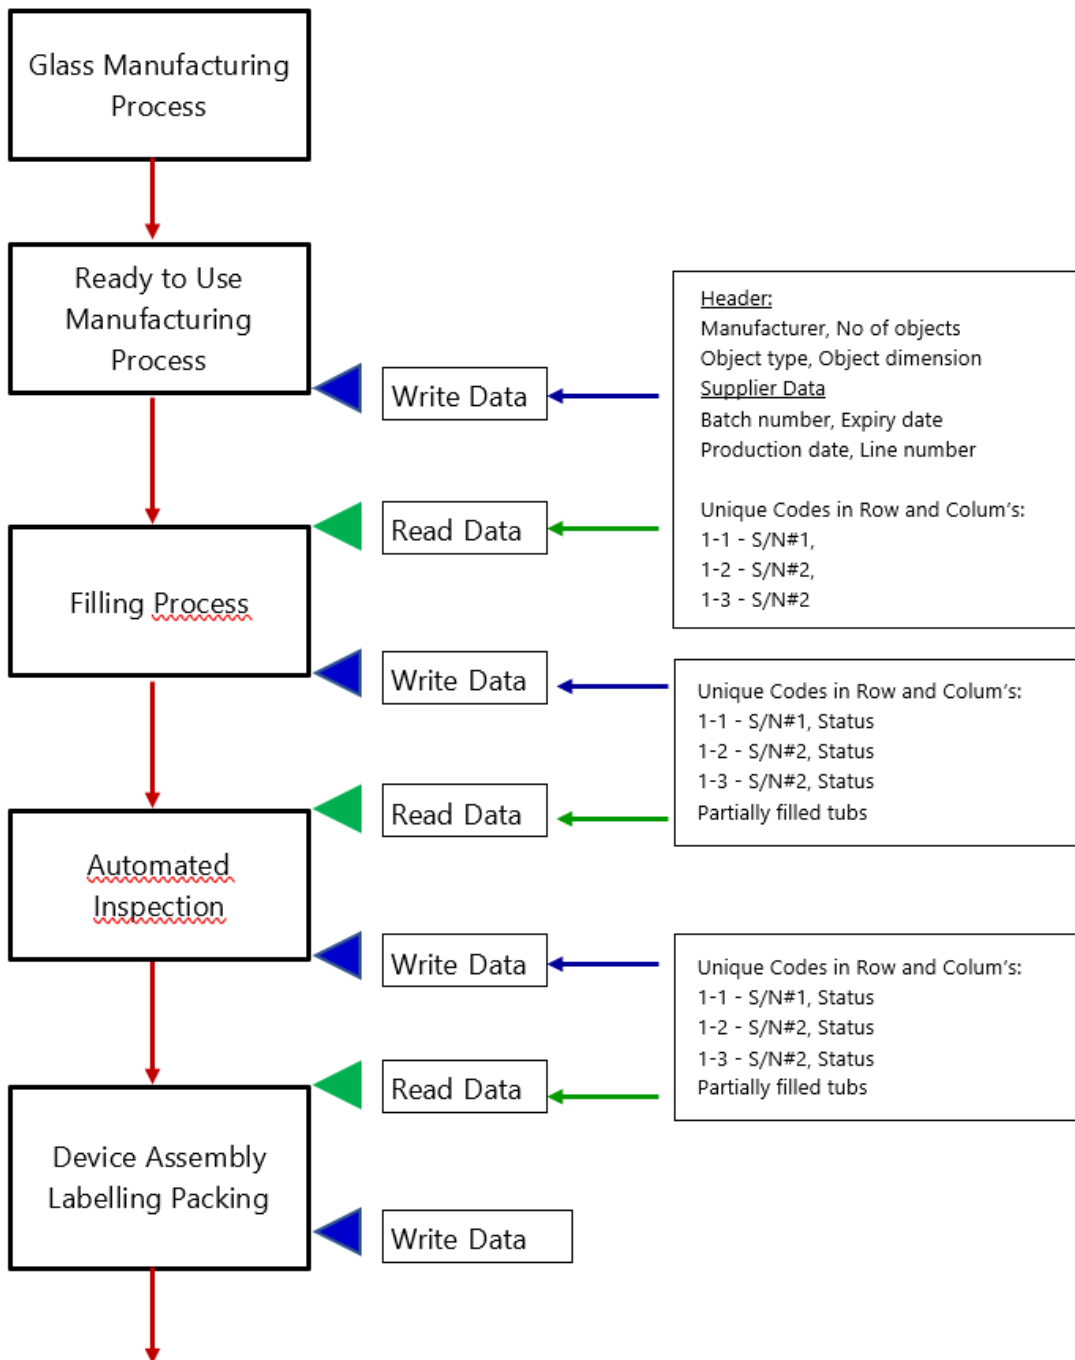 Glass Manufacturing
Process
Ready to Use
Manufacturing
Process
Write Data
Header:
Manufacturer, No of objects
Object type, Object dimension
Supplier Data
Batch number, Expiry date
Production date, Line number
Unique Codes in Row and Colum's:
1-1 - S/N#1,
1-2 - S/N#2,
1-3 - S/N#2
Read Data
Filling Process
Write Data
Unique Codes in Row and Colum's:
1-1 - S/N#1, Status
1-2 - S/N#2, Status
1-3 - S/N#2, Status
Partially filled tubs
Read Data
Automated
Inspection
Write Data
Unique Codes in Row and Colum's:
1-1 - S/N#1, Status
1-2 - S/N#2, Status
1-3 - S/N#2, Status
Partially filled tubs
Read Data
Device Assembly
Labelling Packing
Write Data